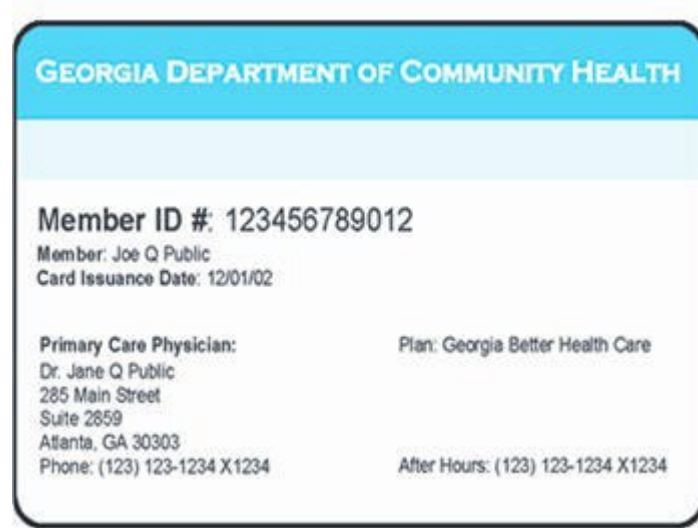 GEORGIA DEPARTMENT OF COMMUNITY HEALTH
Member ID #: 123456789012
Member: Joe Q Public
Card Issuance Date: 12/01/02
Primary Care Physician:
Dr. Jane Q Public
285 Main Street
Suite 2859
Atlanta, GA 30303
Phone: (123) 123-1234 X1234
Plan: Georgia Better Health Care
After Hours: (123) 123-1234 X1234